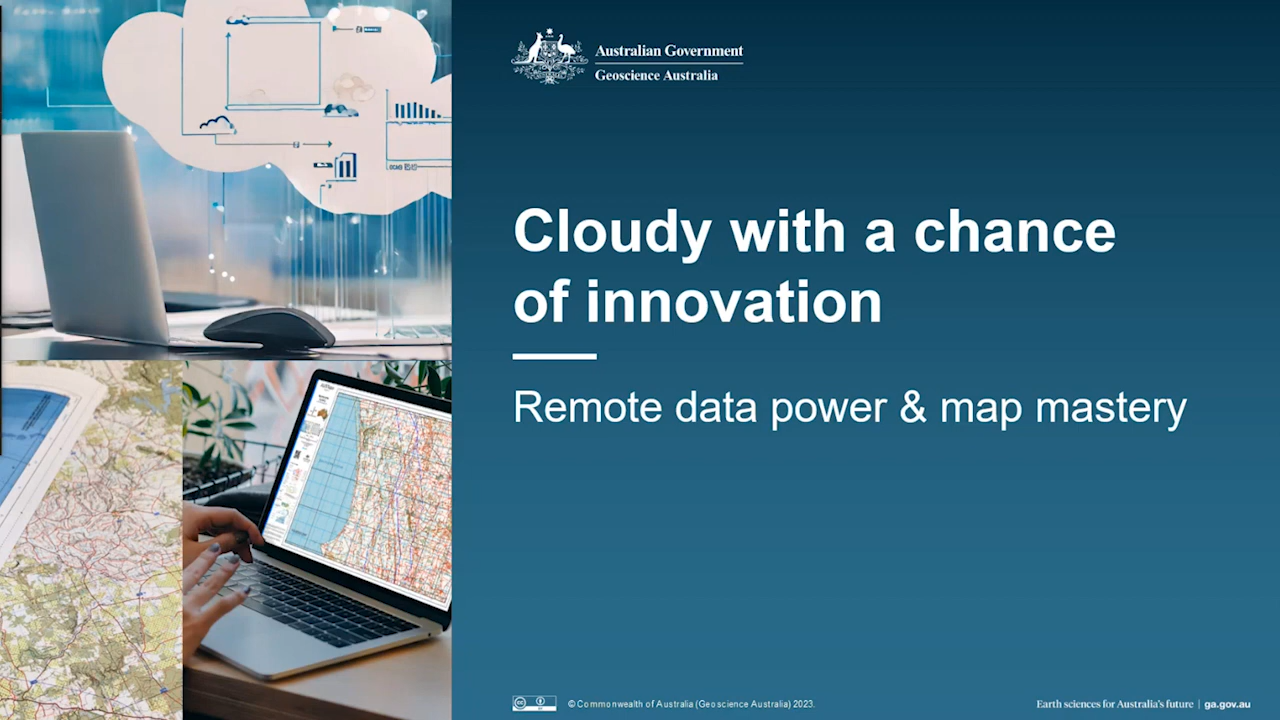 Australian Government
Geoscience Australia
Cloudy with a chance
of innovation
Remote data power & map mastery
© Commonwealth of Australia (Geoscience Australia) 2023.
Earth sciences for Australia's future | ga.gov.au